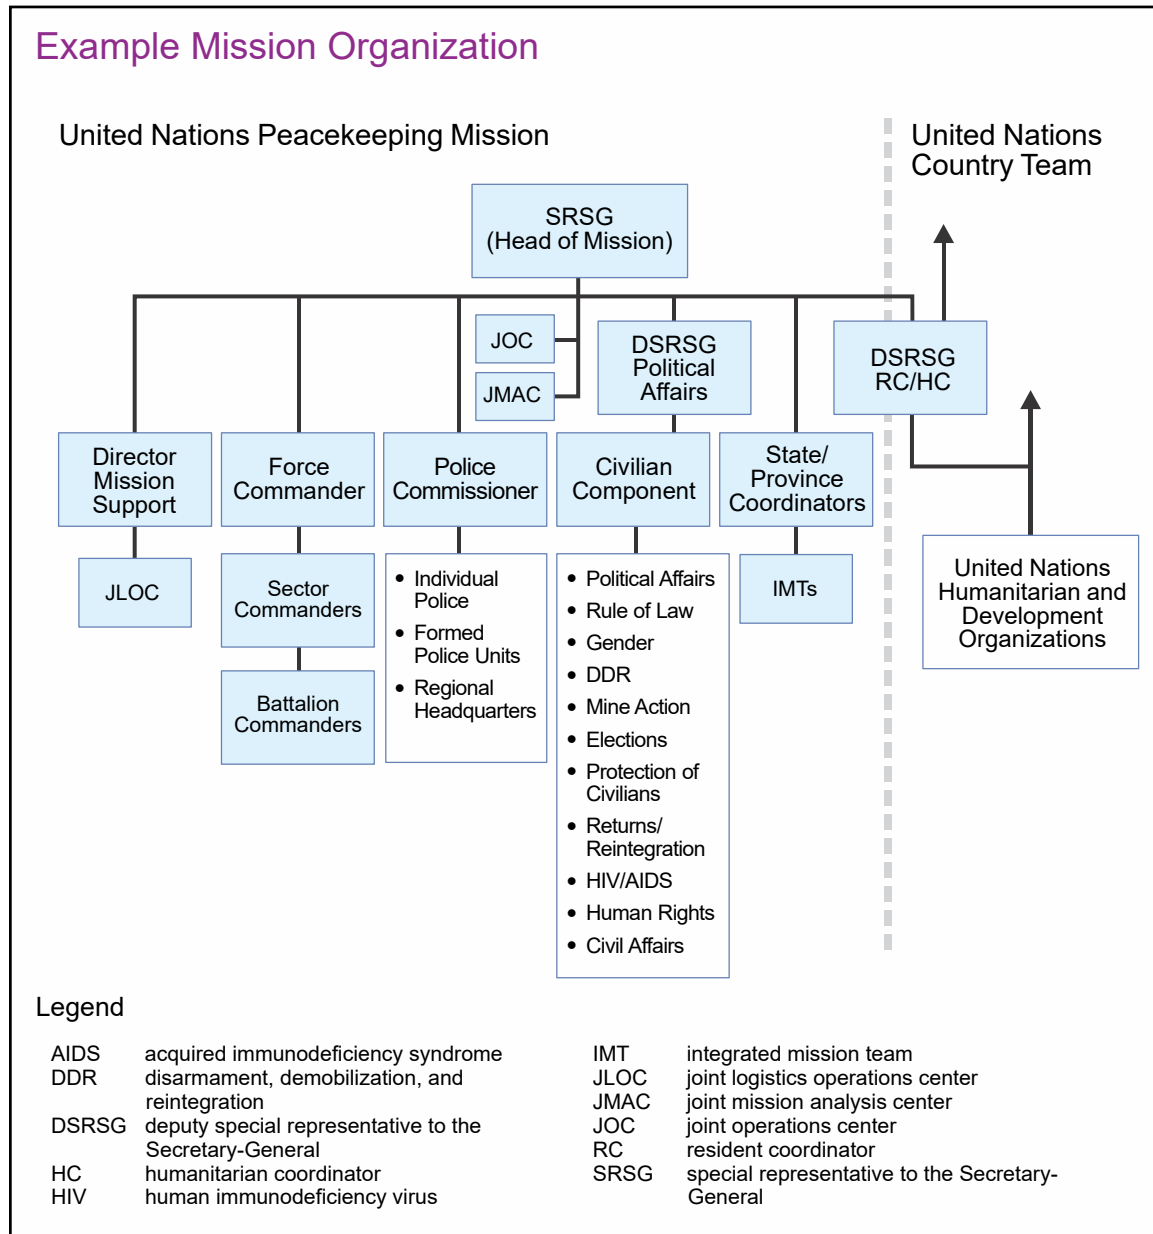 Example Mission Organization
United Nations Peacekeeping Mission
United Nations
Country Team
SRSG
(Head of Mission)
JOC
JMAC
DSRSG
Political
Affairs
DSRSG
RC/HC
Director
Mission
Support
Force
Commander
Police
Commissioner
Civilian
Component
State/
Province
Coordinators
JLOC
Sector
Commanders
Battalion
Commanders
• Individual
Police
• Formed
Police Units
• Regional
Headquarters
• Political Affairs
• Rule of Law
• Gender
• DDR
• Mine Action
• Elections
• Protection of
Civilians
• Returns/
Reintegration
• HIV/AIDS
• Human Rights
• Civil Affairs
IMTs
United Nations
Humanitarian and
Development
Organizations
Legend
AIDS acquired immunodeficiency syndrome
DDR disarmament, demobilization, and
reintegration
DSRSG deputy special representative to the
Secretary-General
HC humanitarian coordinator
HIV human immunodeficiency virus
IMT integrated mission team
JLOC joint logistics operations center
JMAC joint mission analysis center
JOC joint operations center
RC resident coordinator
SRSG special representative to the Secretary-
General